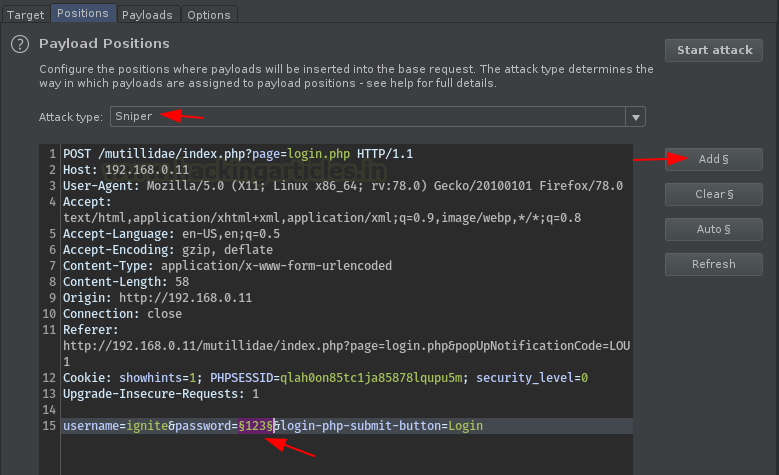 Target Positions Payloads Options
? Payload Positions
Start attack
Configure the positions where payloads will be inserted into the base request. The attack type determines the
way in which payloads are assigned to payload positions - see help for full details.
Attack type: Sniper
Add §
Clear §
Auto §
Refresh
1 POST /mutillidae/index.php?page=login.php HTTP/1.1
2 Host: 192.168.0.11
3 User-Agent: Mozilla/5.0 (X11; Linux x86_64; rv:78.0) Gecko/20100101 Firefox/78.0
4 Accept:
text/html,application/xhtml+xml,application/xml;q=0.9,image/webp,*/*;q=0.8
5 Accept-Language: en-US,en;q=0.5
6 Accept-Encoding: gzip, deflate
7 Content-Type: application/x-www-form-urlencoded
8 Content-Length: 58
9 Origin: http://192.168.0.11
10 Connection: close
11 Referer:
http://192.168.0.11/mutillidae/index.php?page=login.php&popUpNotificationCode=LOU
1
12 Cookie: showhints=1; PHPSESSID=qlah0on85tc1ja85878lqupu5m; security_level=0
13 Upgrade-Insecure-Requests: 1
14
15 username=ignite&password=§123§&login-php-submit-button=Login